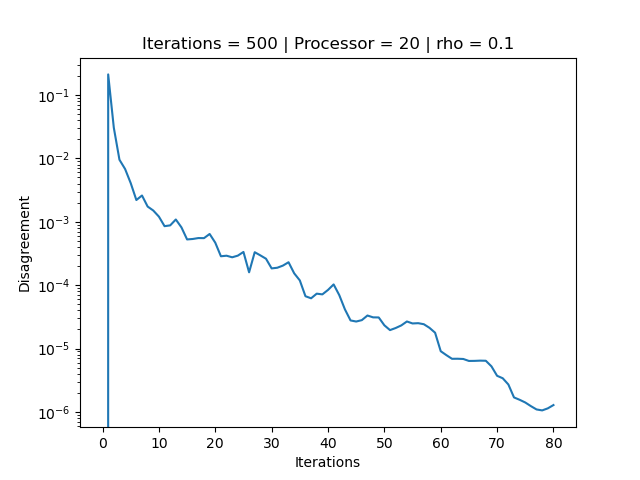 Iterations = 500 | Processor = 20 | rho = 0.1
Disagreement
10⁻¹
10⁻²
10⁻³
10⁻⁴
10⁻⁵
10⁻⁶
0 10 20 30 40 50 60 70 80
Iterations